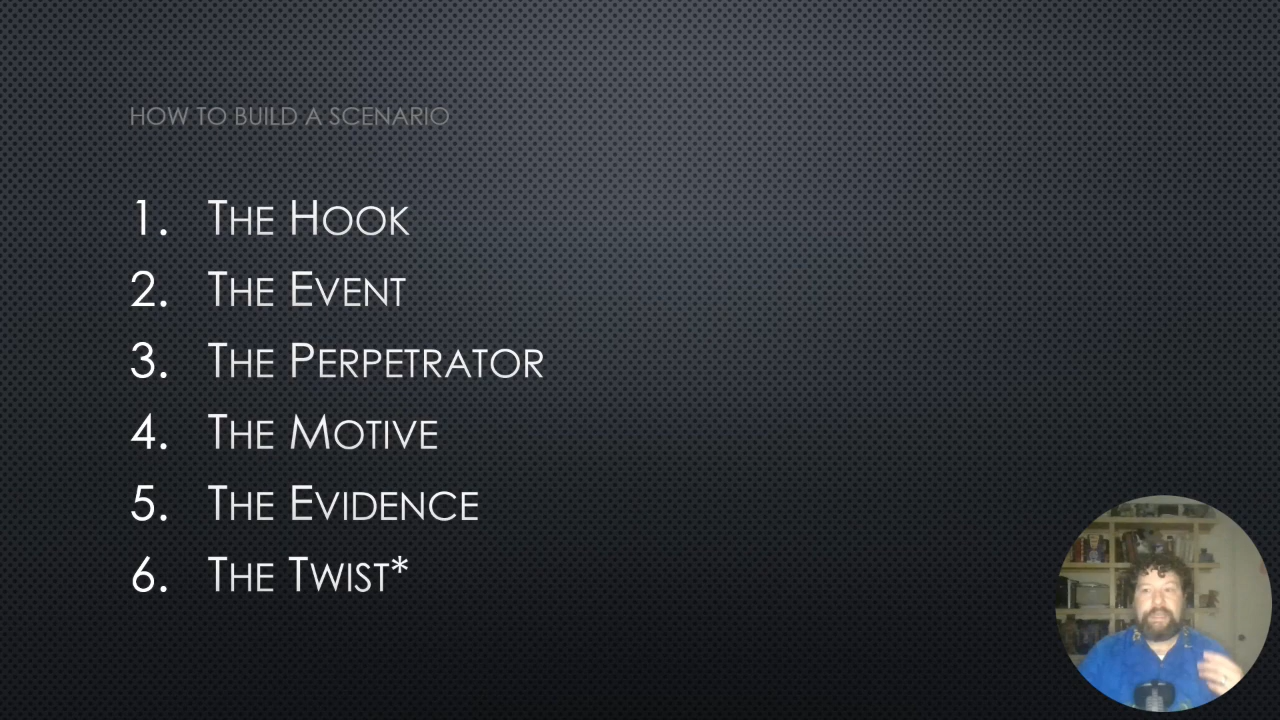 HOW TO BUILD A SCENARIO
1. THE HOOK
2. THE EVENT
3. THE PERPETRATOR
4. THE MOTIVE
5. THE EVIDENCE
6. THE TWIST*